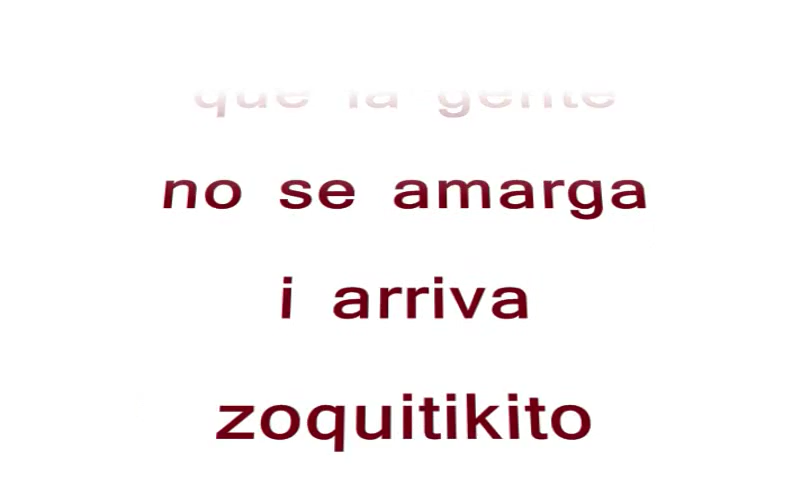 que la gente
no se amarga
i arriva
zoquitikito